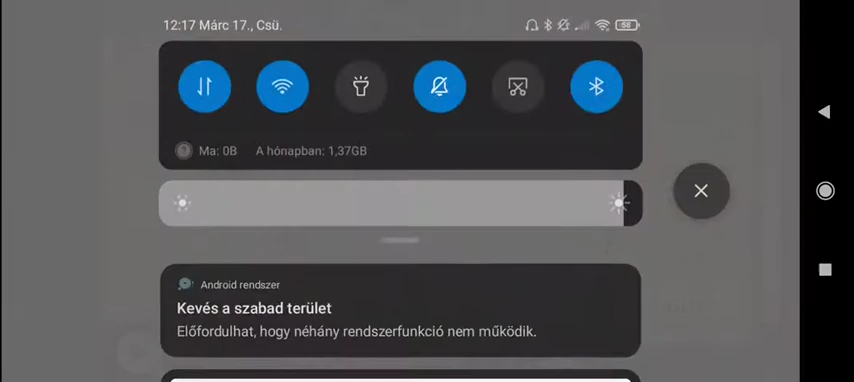 12:17 Márc 17., Csü.
58
Ma: 0B A hónapban: 1,37GB
Android rendszer
Kevés a szabad terület
Előfordulhat, hogy néhány rendszerfunkció nem működik.